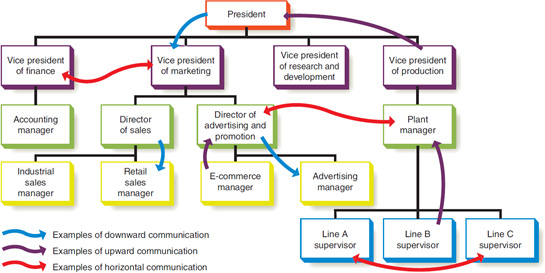 President
Vice president
of finance
Vice president
of marketing
Vice president
of research and
development
Vice president
of production
Accounting
manager
Director
of sales
Director of
advertising and
promotion
Plant
manager
Industrial
sales
manager
Retail
sales
manager
E-commerce
manager
Advertising
manager
Line A
supervisor
Line B
supervisor
Line C
supervisor
Examples of downward communication
Examples of upward communication
Examples of horizontal communication